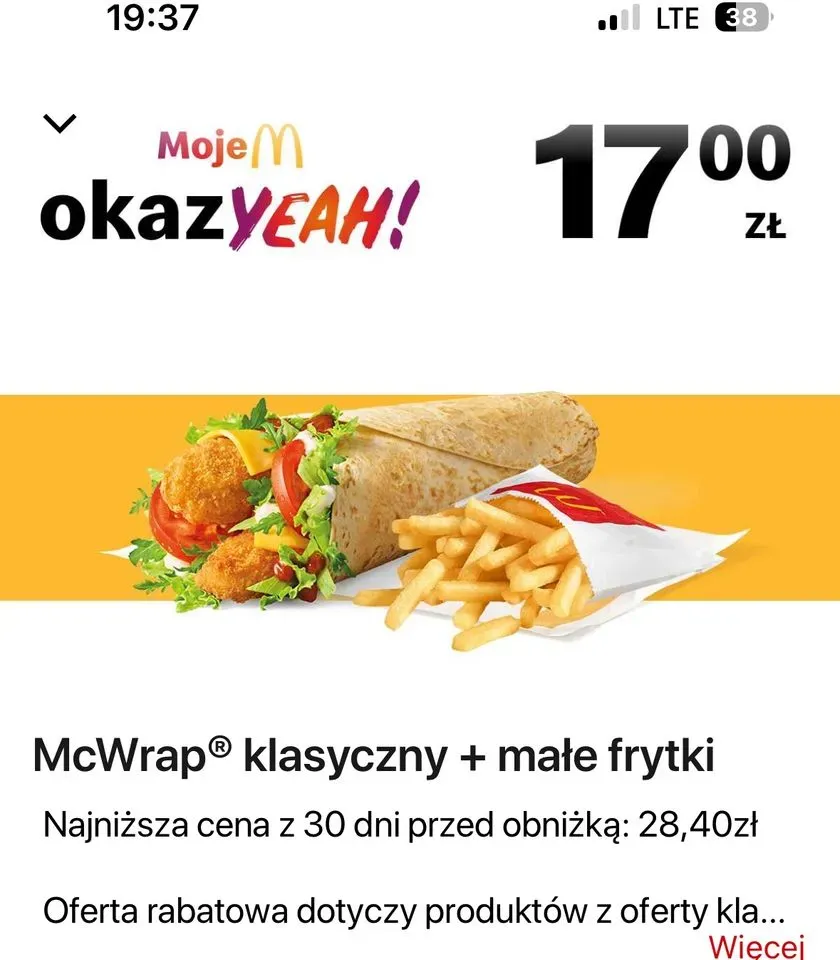 19:37 LTE 38
Moje
okazYEAH!
17 00 ZŁ
McWrap® klasyczny + małe frytki
Najniższa cena z 30 dni przed obniżką: 28,40zł
Oferta rabatowa dotyczy produktów z oferty kla...
Więcej